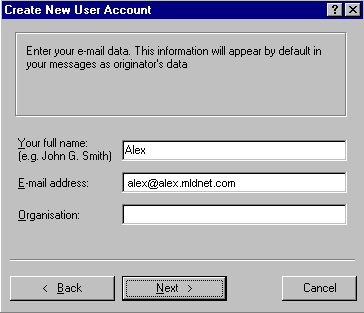 Create New User Account
Enter your e-mail data. This information will appear by default in
your messages as originator's data
Your full name:
(e.g. John G. Smith)
Alex
E-mail address:
alex@alex.mldnet.com
Organisation:
< Back
Next >
Cancel